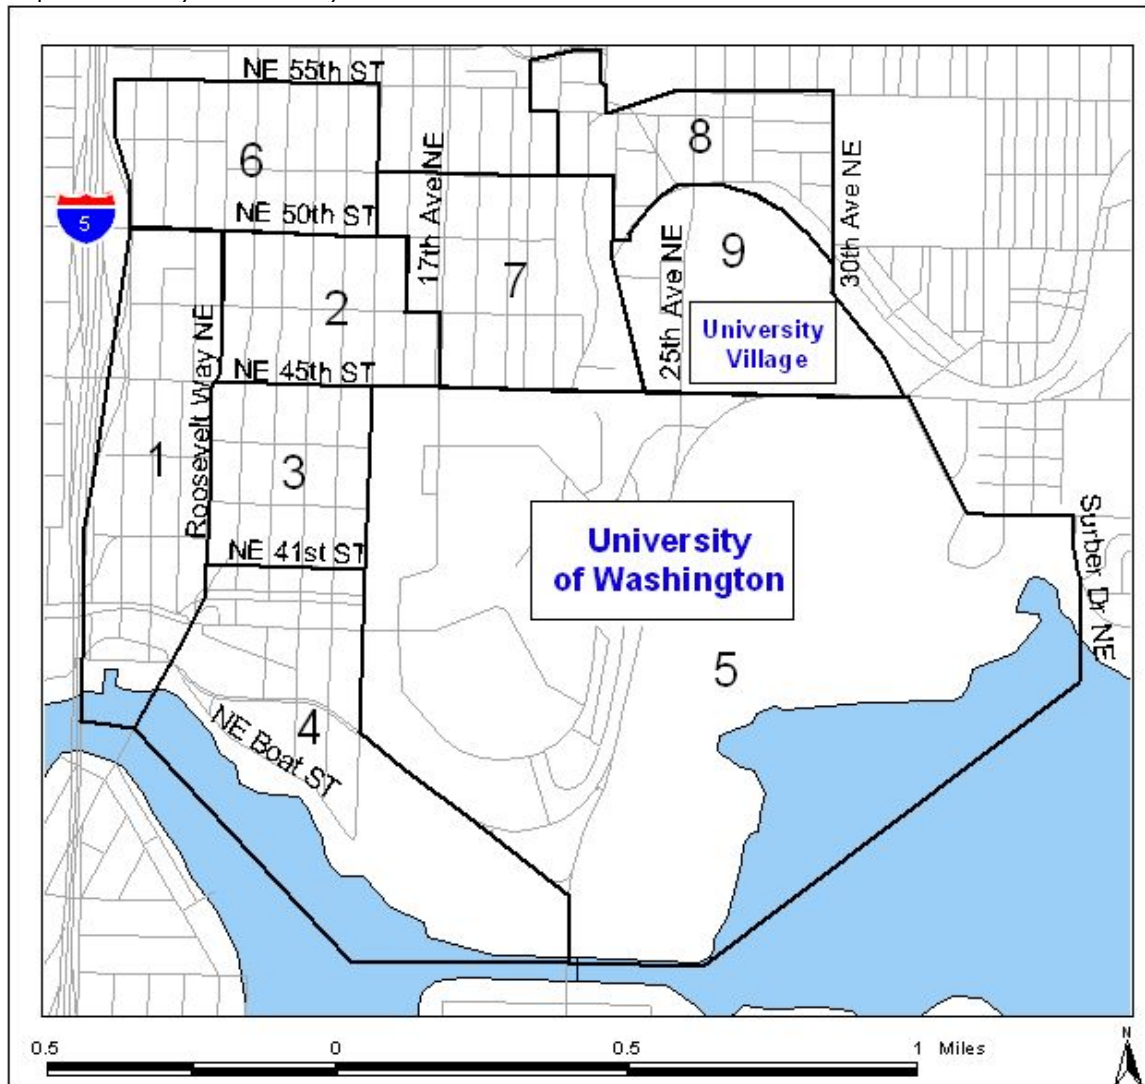 NE 55th ST
8
6
17th Ave NE
30th Ave NE
5
NE 50th ST
9
7
25th Ave NE
2
University
Village
Roosevelt Way NE
NE 45th ST
1
3
University
of Washington
Surber Dr NE
NE 41st ST
5
4
NE Boat ST
0.5 0 0.5 1 Miles
N